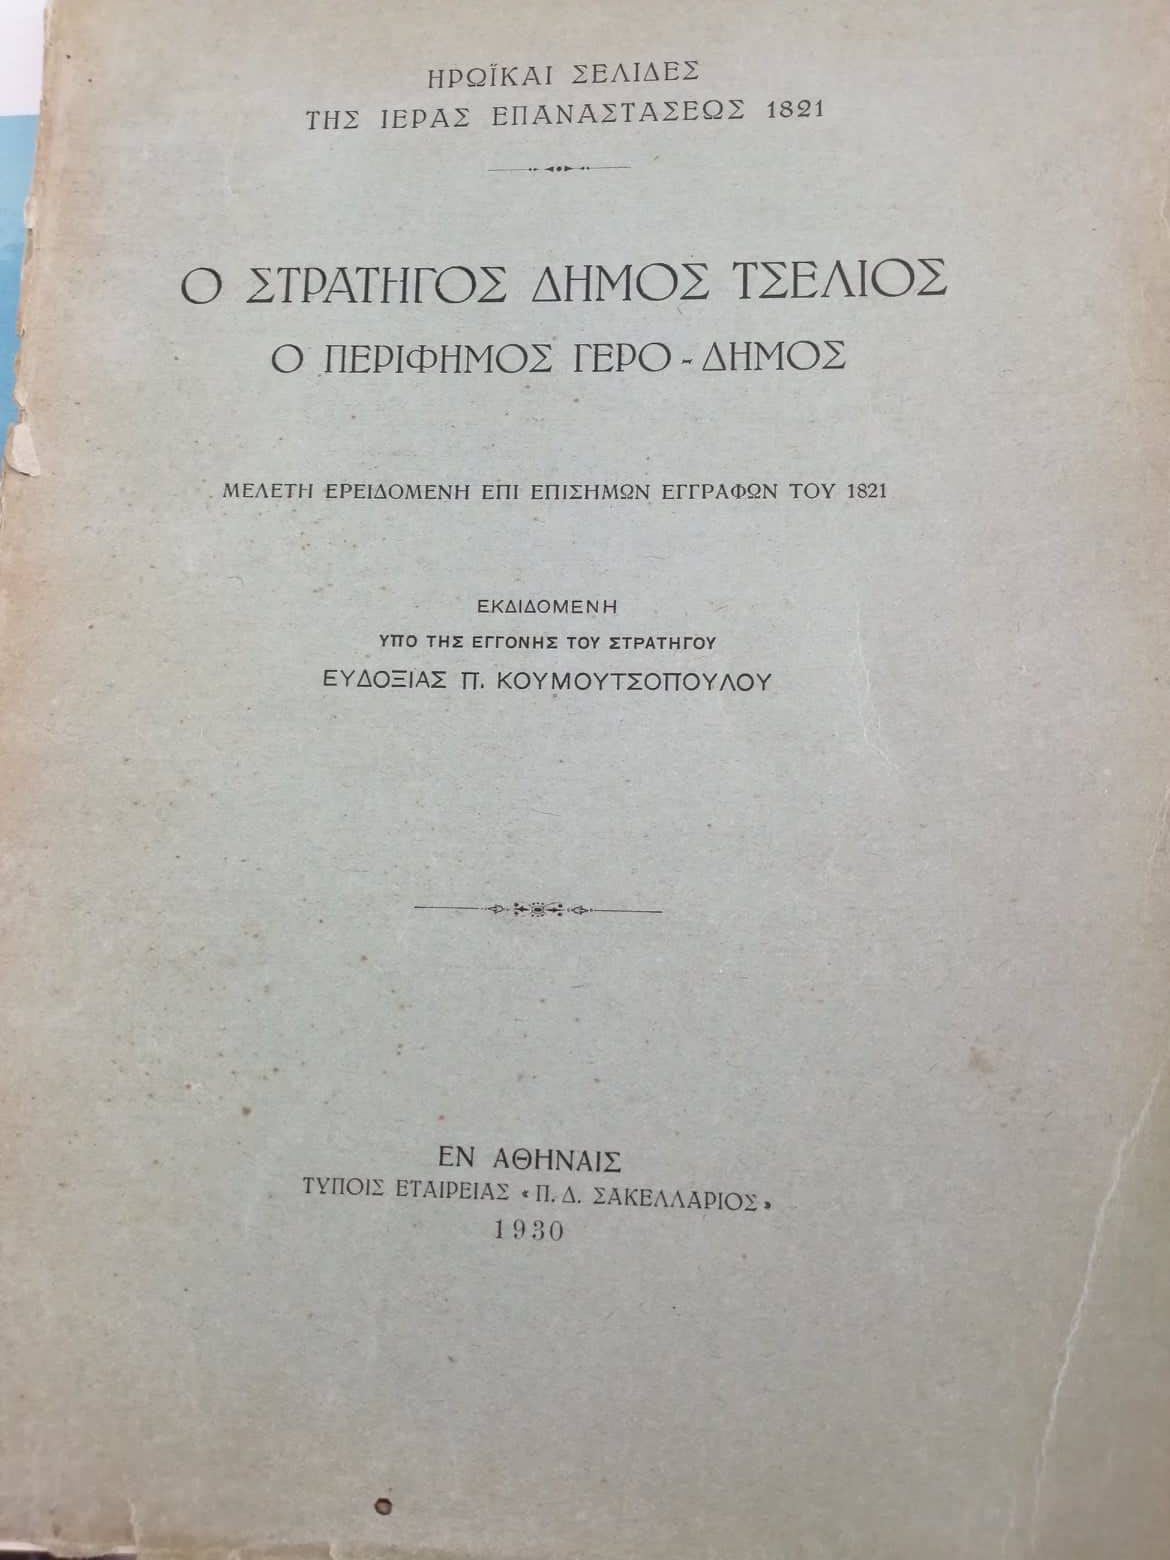 ΗΡΩΪΚΑΙ ΣΕΛΙΔΕΣ
ΤΗΣ ΙΕΡΑΣ ΕΠΑΝΑΣΤΑΣΕΩΣ 1821
Ο ΣΤΡΑΤΗΓΟΣ ΔΗΜΟΣ ΤΣΕΛΙΟΣ
Ο ΠΕΡΙΦΗΜΟΣ ΓΕΡΟ - ΔΗΜΟΣ
ΜΕΛΕΤΗ ΕΡΕΙΔΟΜΕΝΗ ΕΠΙ ΕΠΙΣΗΜΩΝ ΕΓΓΡΑΦΩΝ ΤΟΥ 1821
ΕΚΔΙΔΟΜΕΝΗ
ΥΠΟ ΤΗΣ ΕΓΓΟΝΗΣ ΤΟΥ ΣΤΡΑΤΗΓΟΥ
ΕΥΔΟΞΙΑΣ Π. ΚΟΥΜΟΥΤΣΟΠΟΥΛΟΥ
ΕΝ ΑΘΗΝΑΙΣ
ΤΥΠΟΙΣ ΕΤΑΙΡΕΙΑΣ «Π. Δ. ΣΑΚΕΛΛΑΡΙΟΣ»
1930